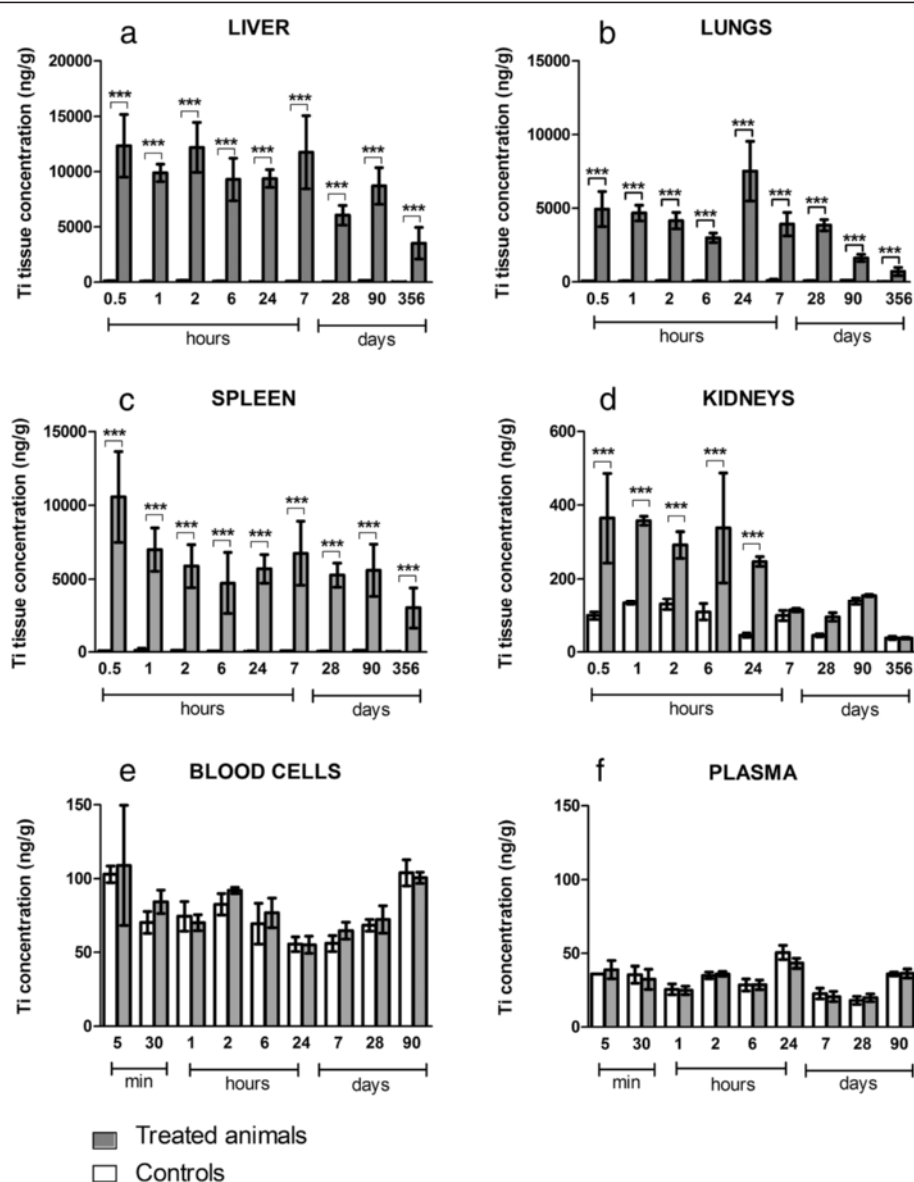 a LIVER
Ti tissue concentration (ng/g)
20000
15000
10000
5000
0
*** *** *** *** *** *** *** *** ***
0.5 1 2 6 24 7 28 90 356
hours days
b LUNGS
Ti tissue concentration (ng/g)
15000
10000
5000
0
*** *** *** *** *** *** *** *** ***
0.5 1 2 6 24 7 28 90 356
hours days
c SPLEEN
Ti tissue concentration (ng/g)
15000
10000
5000
0
*** *** *** *** *** *** *** *** ***
0.5 1 2 6 24 7 28 90 356
hours days
d KIDNEYS
Ti tissue concentration (ng/g)
600
400
200
0
*** *** *** *** ***
0.5 1 2 6 24 7 28 90 356
hours days
e BLOOD CELLS
Ti concentration (ng/g)
150
100
50
0
5 30 1 2 6 24 7 28 90
min hours days
f PLASMA
Ti concentration (ng/g)
150
100
50
0
5 30 1 2 6 24 7 28 90
min hours days
Treated animals
Controls